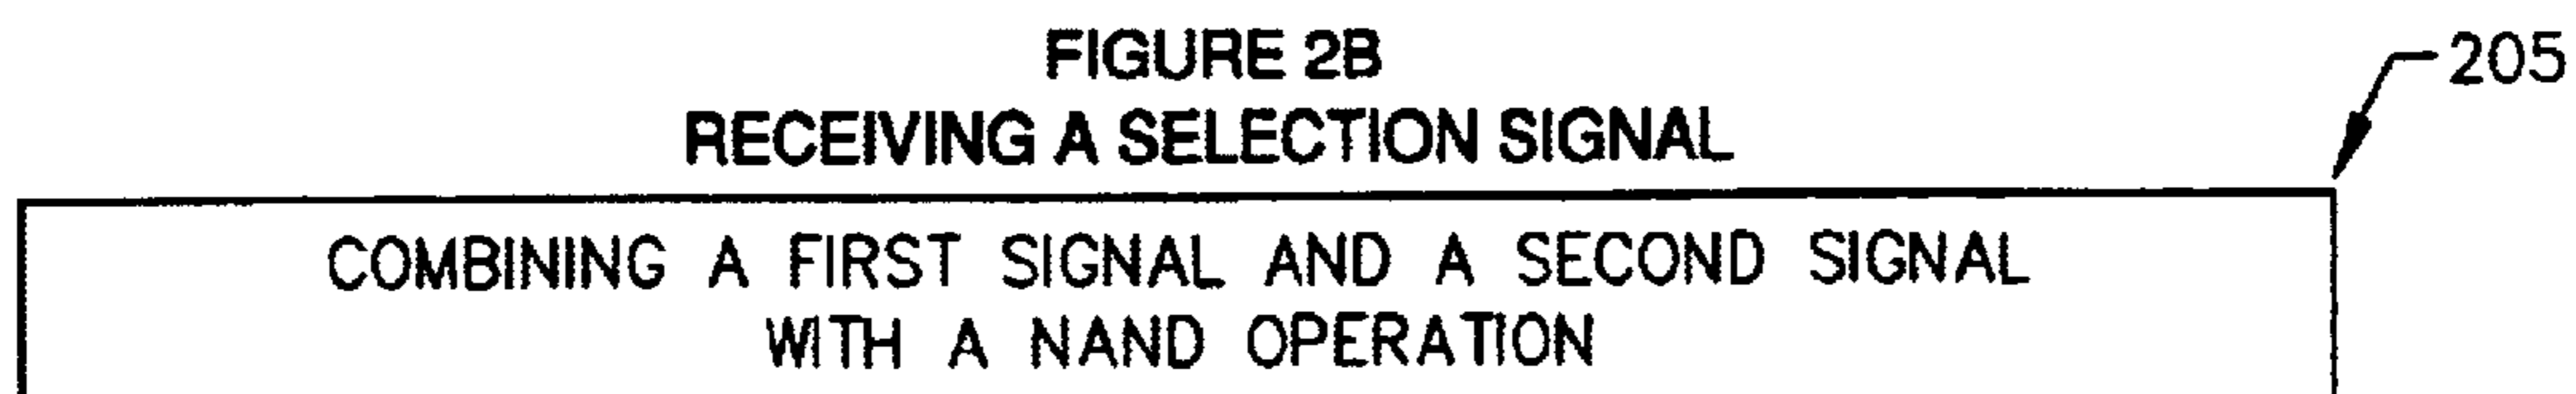 FIGURE 2B
205
RECEIVING A SELECTION SIGNAL
COMBINING A FIRST SIGNAL AND A SECOND SIGNAL
WITH A NAND OPERATION